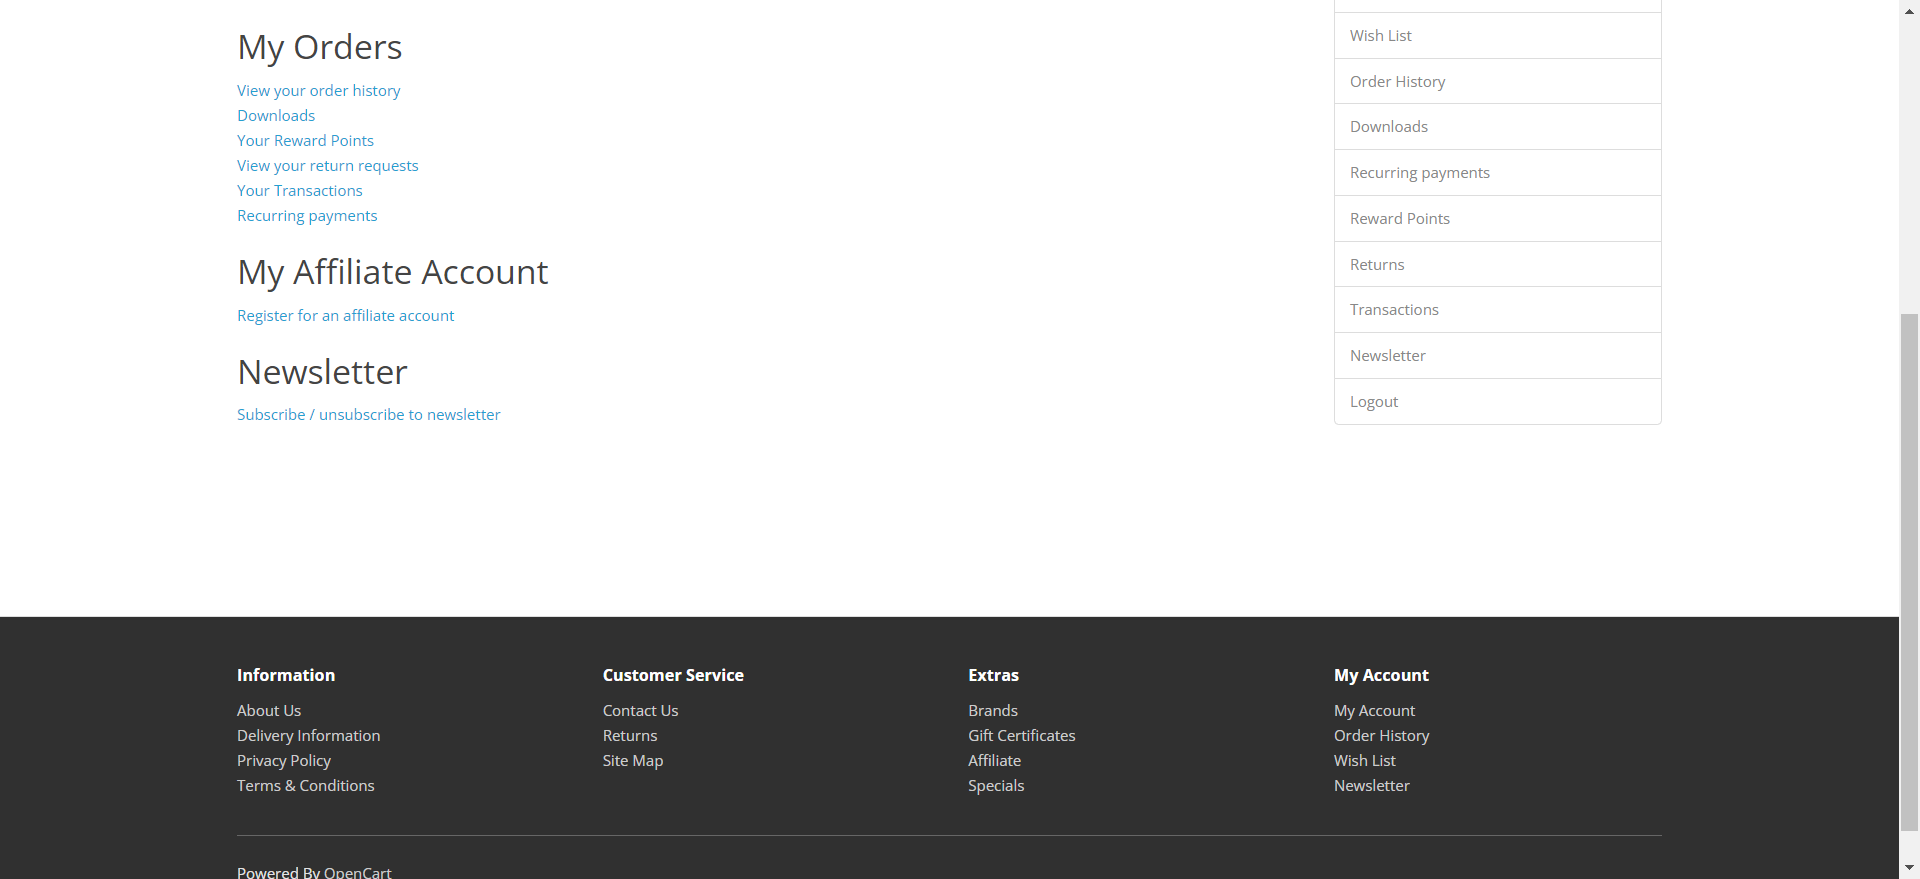 My Orders
View your order history
Downloads
Your Reward Points
View your return requests
Your Transactions
Recurring payments
My Affiliate Account
Register for an affiliate account
Newsletter
Subscribe / unsubscribe to newsletter
Wish List
Order History
Downloads
Recurring payments
Reward Points
Returns
Transactions
Newsletter
Logout
Information
About Us
Delivery Information
Privacy Policy
Terms & Conditions
Customer Service
Contact Us
Returns
Site Map
Extras
Brands
Gift Certificates
Affiliate
Specials
My Account
My Account
Order History
Wish List
Newsletter
Powered By OpenCart